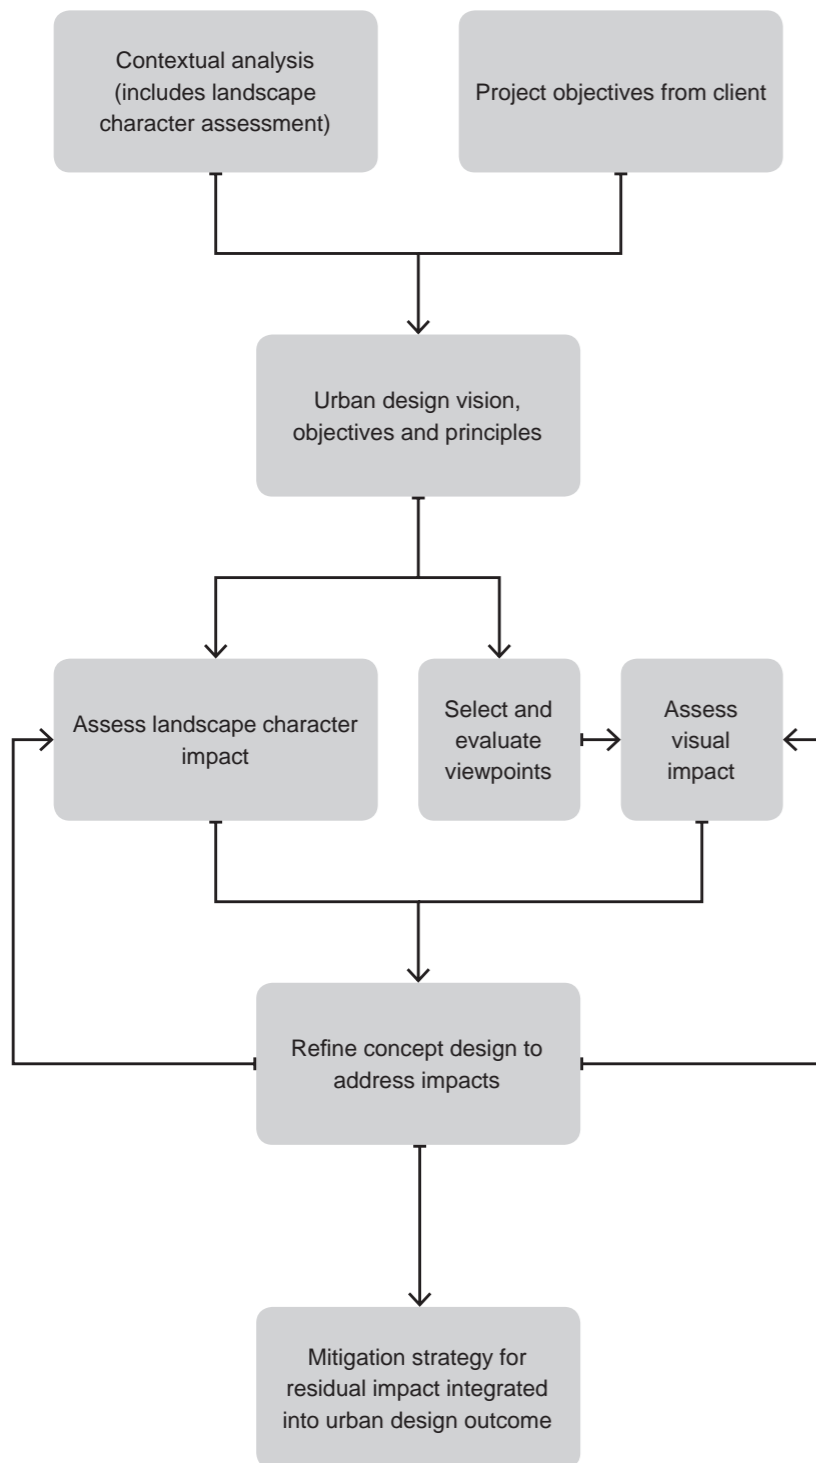 Contextual analysis
(includes landscape
character assessment)
Project objectives from client
Urban design vision,
objectives and principles
Assess landscape character
impact
Select and
evaluate
viewpoints
Assess
visual
impact
Refine concept design to
address impacts
Mitigation strategy for
residual impact integrated
into urban design outcome